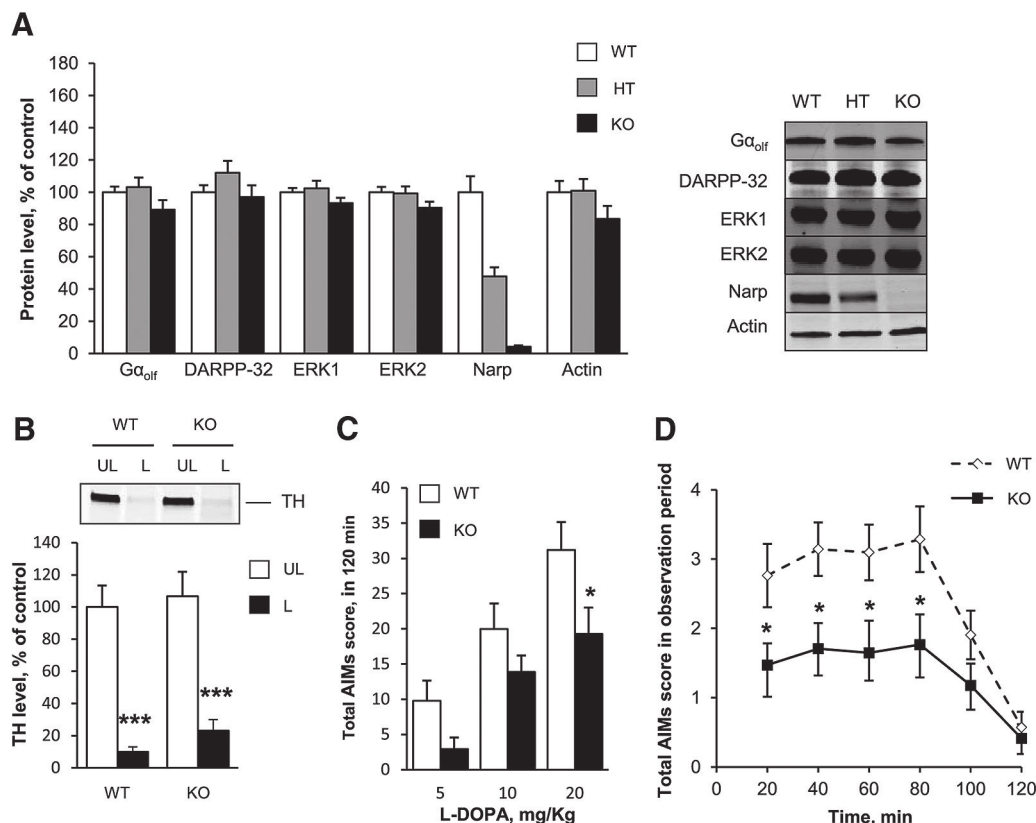 A
Protein level, % of control
180
160
140
120
100
80
60
40
20
0
WT
HT
KO
Gα olf
DARPP-32
ERK1
ERK2
Narp
Actin
WT HT KO
Gα olf
DARPP-32
ERK1
ERK2
Narp
Actin
B
WT KO
UL L UL L
TH
TH level, % of control
140
120
100
80
60
40
20
0
UL
L
***
***
WT KO
C
Total AIMs score, in 120 min
40
35
30
25
20
15
10
5
0
WT
KO
*
5 10 20
L-DOPA, mg/Kg
D
Total AIMs score in observation period
WT
KO
4
3
2
1
0
* * * *
0 20 40 60 80 100 120
Time, min